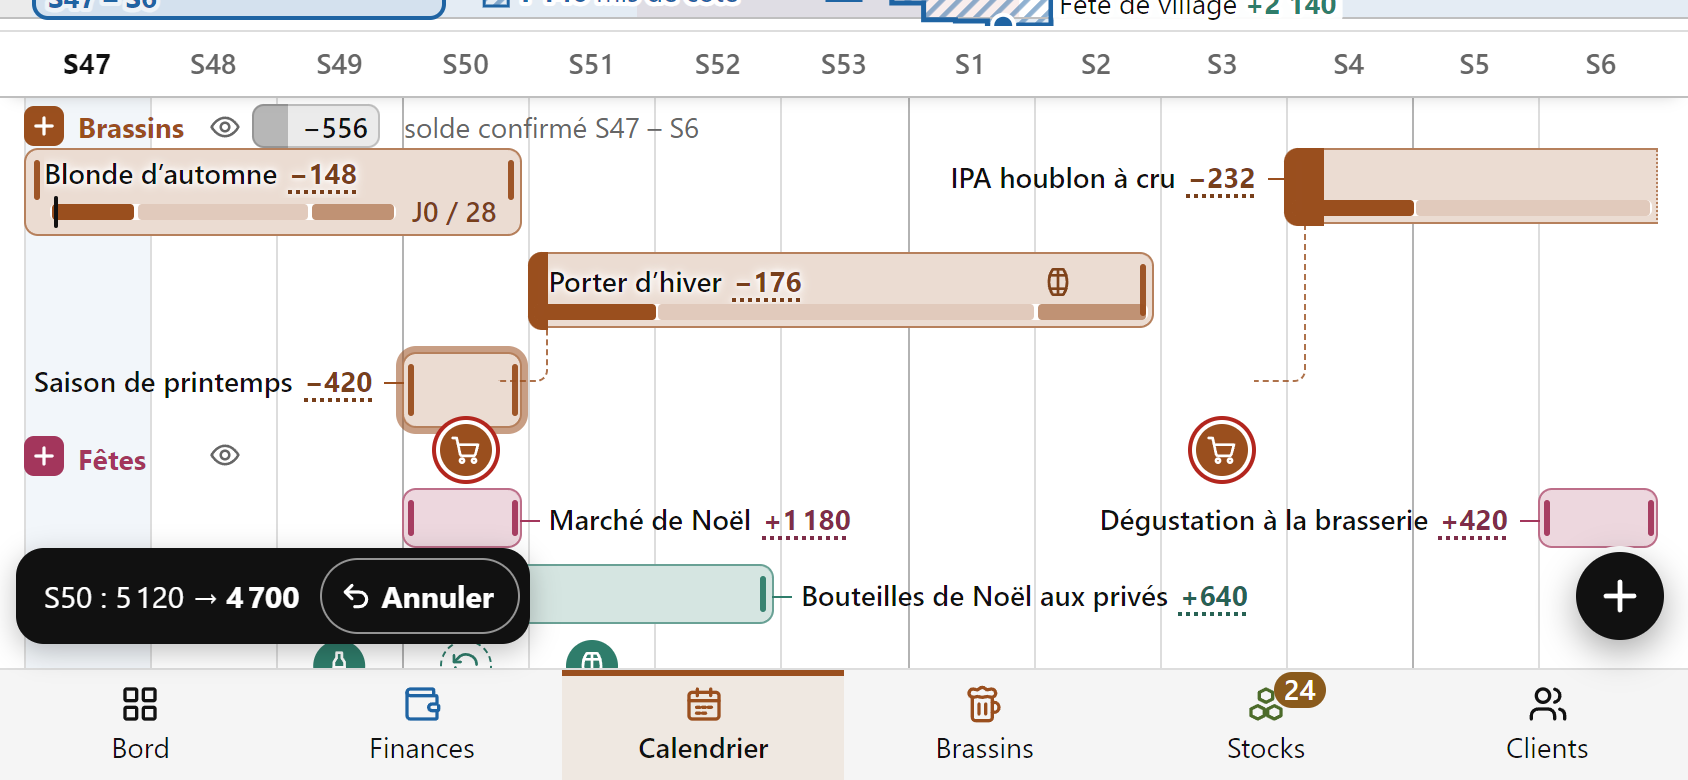 S47 – S6
Fête de village +2 140
S47 S48 S49 S50 S51 S52 S53 S1 S2 S3 S4 S5 S6
Brassins −556 solde confirmé S47 – S6
Blonde d’automne −148
J0 / 28
IPA houblon à cru −232
Porter d’hiver −176
Saison de printemps −420
Fêtes
Marché de Noël +1 180
Dégustation à la brasserie +420
S50 : 5 120 → 4 700 Annuler
Bouteilles de Noël aux privés +640
Bord Finances Calendrier Brassins Stocks 24 Clients